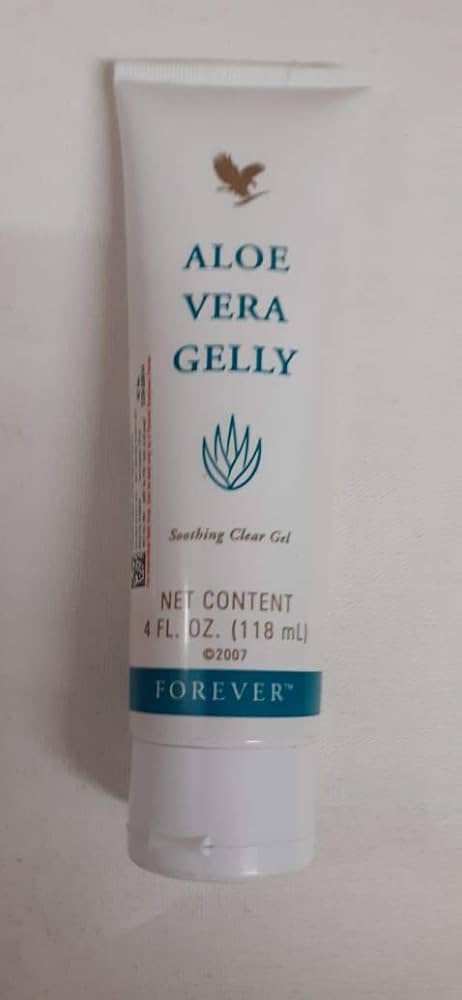 ALOE
VERA
GELLY
Soothing Clear Gel
NET CONTENT
4 FL. OZ. (118 mL)
©2007
FOREVER™